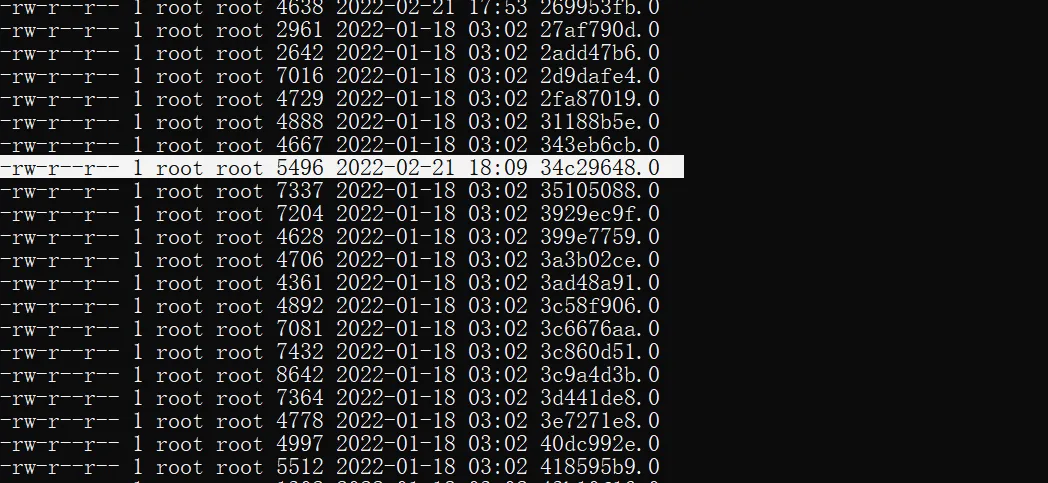 -rw-r--r-- 1 root root 4638 2022-02-21 17:53 269953fb.0
-rw-r--r-- 1 root root 2961 2022-01-18 03:02 27af790d.0
-rw-r--r-- 1 root root 2642 2022-01-18 03:02 2add47b6.0
-rw-r--r-- 1 root root 7016 2022-01-18 03:02 2d9dafe4.0
-rw-r--r-- 1 root root 4729 2022-01-18 03:02 2fa87019.0
-rw-r--r-- 1 root root 4888 2022-01-18 03:02 31188b5e.0
-rw-r--r-- 1 root root 4667 2022-01-18 03:02 343eb6cb.0
-rw-r--r-- 1 root root 5496 2022-02-21 18:09 34c29648.0
-rw-r--r-- 1 root root 7337 2022-01-18 03:02 35105088.0
-rw-r--r-- 1 root root 7204 2022-01-18 03:02 3929ec9f.0
-rw-r--r-- 1 root root 4628 2022-01-18 03:02 399e7759.0
-rw-r--r-- 1 root root 4706 2022-01-18 03:02 3a3b02ce.0
-rw-r--r-- 1 root root 4361 2022-01-18 03:02 3ad48a91.0
-rw-r--r-- 1 root root 4892 2022-01-18 03:02 3c58f906.0
-rw-r--r-- 1 root root 7081 2022-01-18 03:02 3c6676aa.0
-rw-r--r-- 1 root root 7432 2022-01-18 03:02 3c860d51.0
-rw-r--r-- 1 root root 8642 2022-01-18 03:02 3c9a4d3b.0
-rw-r--r-- 1 root root 7364 2022-01-18 03:02 3d441de8.0
-rw-r--r-- 1 root root 4778 2022-01-18 03:02 3e7271e8.0
-rw-r--r-- 1 root root 4997 2022-01-18 03:02 40dc992e.0
-rw-r--r-- 1 root root 5512 2022-01-18 03:02 418595b9.0